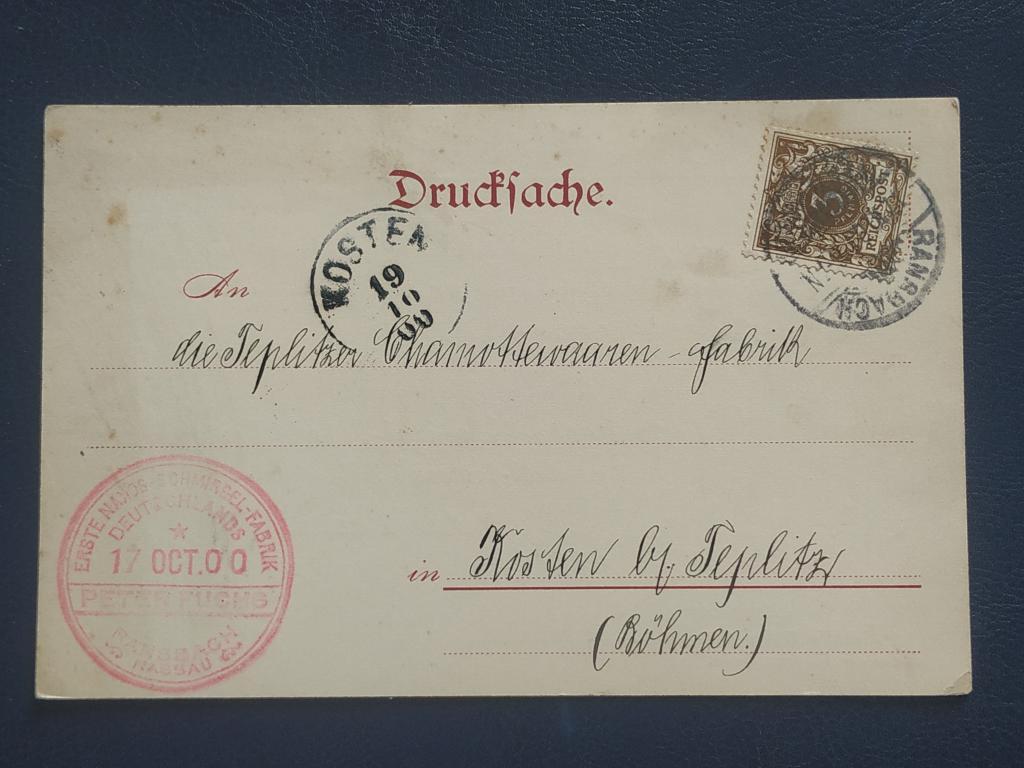 Drucksache.
3
REICHSPOST
RANSBACH
KOSTEN
19
10
00
An
die Teplitzer Chamottewaaren-Fabrik
ERSTE NAXOS-SCHMIRGEL-FABRIK
DEUTSCHLANDS
17 OCT. 00
PETER FUCHS
RANSBACH
NASSAU
in Kosten b/ Teplitz
(Böhmen.)